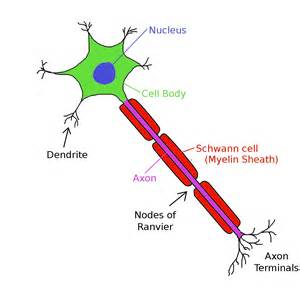 Nucleus
Cell Body
Dendrite
Schwann cell
(Myelin Sheath)
Axon
Nodes of
Ranvier
Axon
Terminals